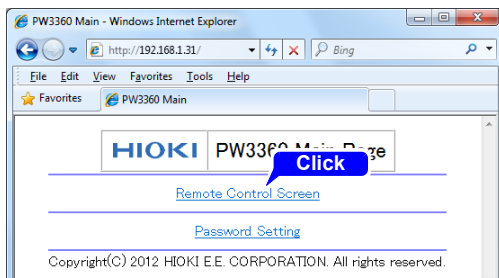 PW3360 Main - Windows Internet Explorer
http://192.168.1.31/
Bing
File Edit View Favorites Tools Help
Favorites
PW3360 Main
HIOKI
PW3360 Main Page
Click
Remote Control Screen
Password Setting
Copyright(C) 2012 HIOKI E.E. CORPORATION. All rights reserved.